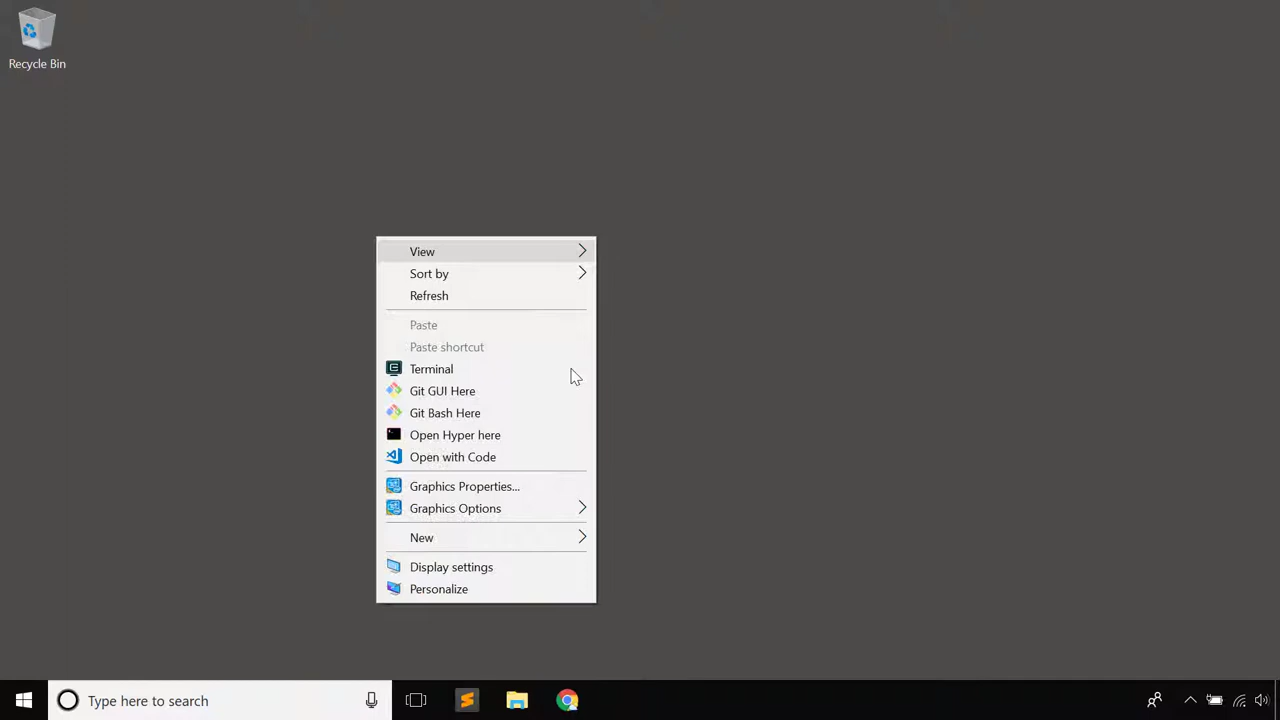 Recycle Bin
View
Sort by
Refresh
Paste
Paste shortcut
Terminal
Git GUI Here
Git Bash Here
Open Hyper here
Open with Code
Graphics Properties...
Graphics Options
New
Display settings
Personalize
Type here to search